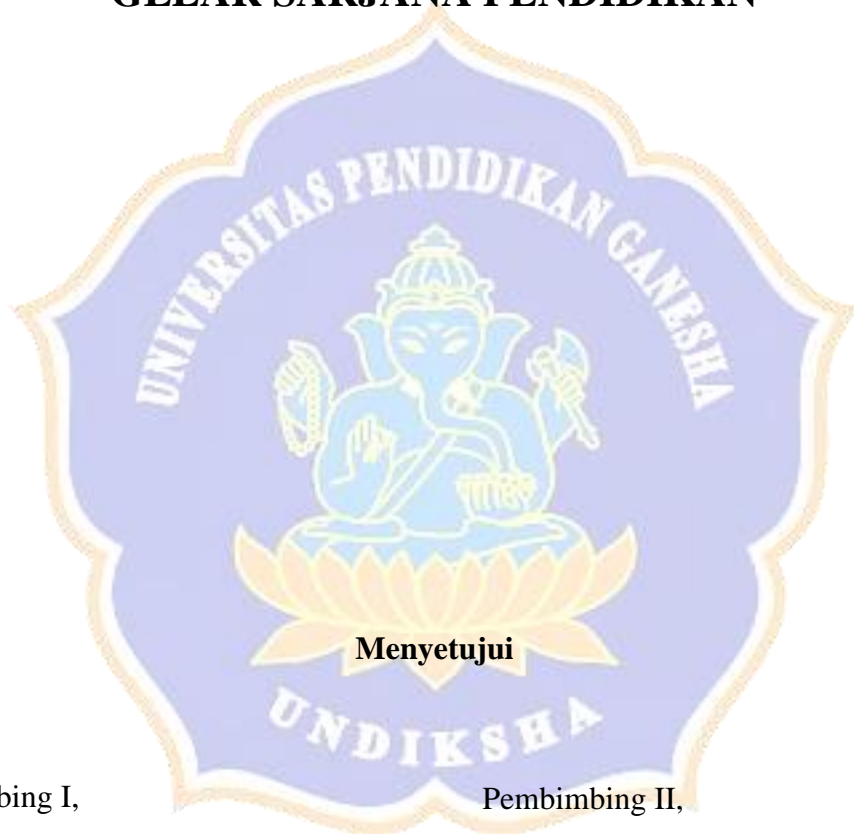 GELAR SARJANA PENDIDIKAN
UNIVERSITAS PENDIDIKAN GANESHA
Menyetujui
UNDIKSHA
bing I,
Pembimbing II,